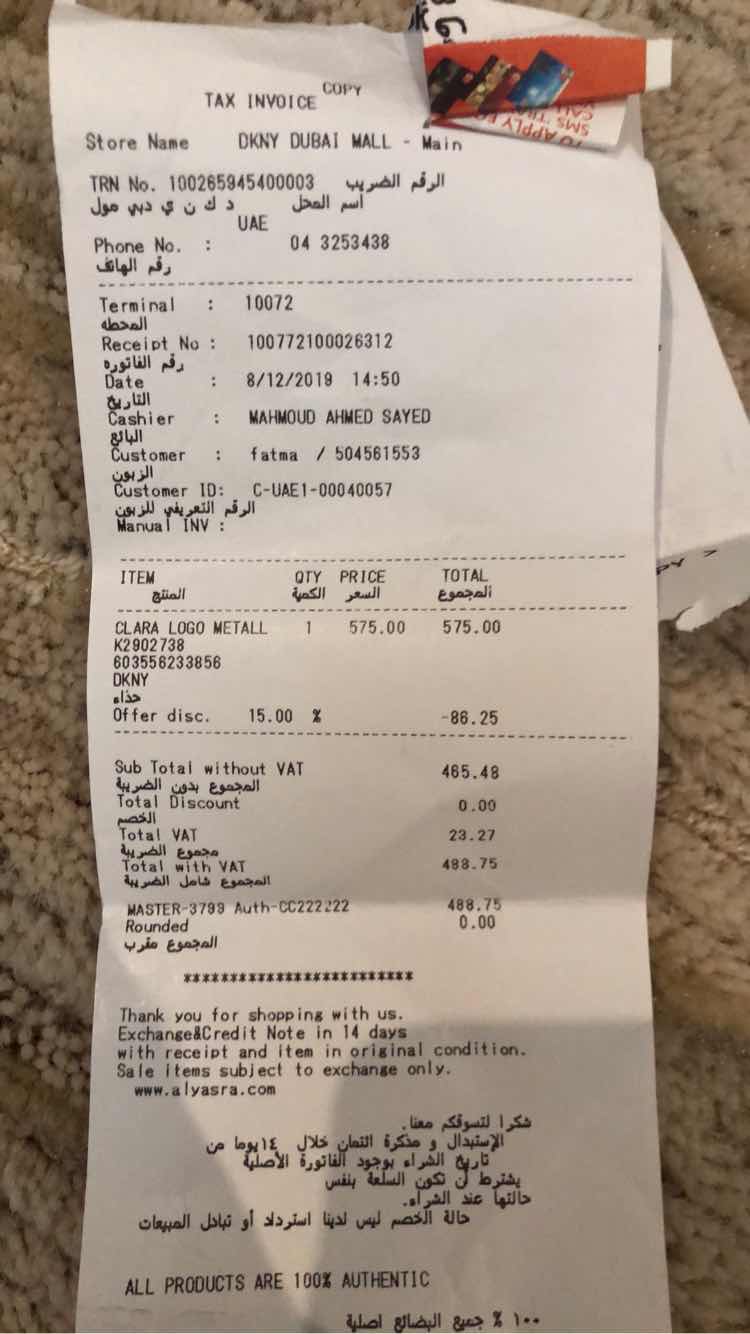 COPY
TAX INVOICE
Store Name DKNY DUBAI MALL - Main
TRN No. 100265945400003 الرقم الضريبي
اسم المحل د ك ن ي دبي مول
UAE
Phone No. : 04 3253438
رقم الهاتف
Terminal : 10072
المحطه
Receipt No : 100772100026312
رقم الفاتوره
Date : 8/12/2019 14:50
التاريخ
Cashier : MAHMOUD AHMED SAYED
البائع
Customer : fatma / 504561553
الزبون
Customer ID: C-UAE1-00040057
الرقم التعريفي للزبون
Manual INV :
ITEM QTY PRICE TOTAL
المنتج الكمية السعر المجموع
CLARA LOGO METALL 1 575.00 575.00
K2902738
603556233856
DKNY
حذاء
Offer disc. 15.00 % -86.25
Sub Total without VAT 465.48
المجموع بدون الضريبة
Total Discount 0.00
الخصم
Total VAT 23.27
مجموع الضريبة
Total with VAT 488.75
المجموع شامل الضريبة
MASTER-3799 Auth-CC222222 488.75
Rounded 0.00
المجموع مقرب
**************************
Thank you for shopping with us.
Exchange&Credit Note in 14 days
with receipt and item in original condition.
Sale items subject to exchange only.
www.alyasra.com
شكرا لتسوقكم معنا.
الإستبدال و مذكرة ائتمان خلال ١٤ يوما من
تاريخ الشراء بوجود الفاتورة الأصلية
يشترط أن تكون السلعة بنفس
حالتها عند الشراء.
حالة الخصم ليس لدينا استرداد أو تبادل المبيعات
ALL PRODUCTS ARE 100% AUTHENTIC
١٠٠ % جميع البضائع اصلية